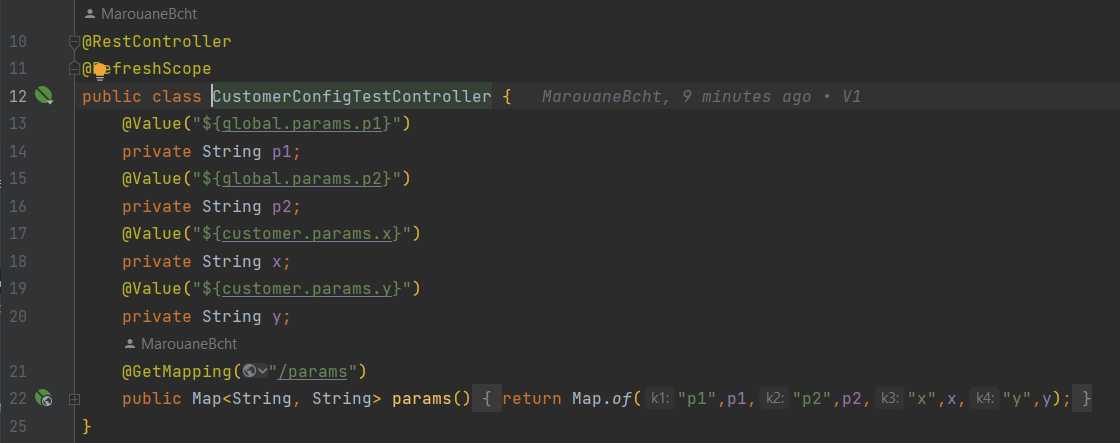 MarouaneBcht
10 @RestController
11 @RefreshScope
12 public class CustomerConfigTestController { MarouaneBcht, 9 minutes ago • V1
13 @Value("${global.params.p1}")
14 private String p1;
15 @Value("${global.params.p2}")
16 private String p2;
17 @Value("${customer.params.x}")
18 private String x;
19 @Value("${customer.params.y}")
20 private String y;
MarouaneBcht
21 @GetMapping("/params")
22 public Map<String, String> params() { return Map.of( k1: "p1",p1, k2: "p2",p2, k3: "x",x, k4: "y",y); }
25 }